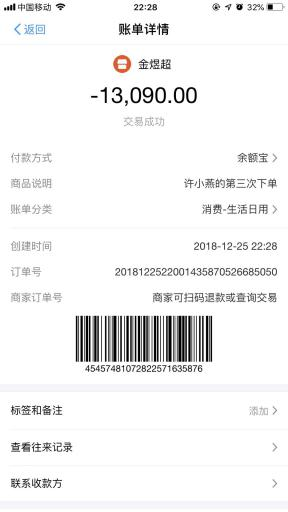 中国移动 22:28 32%
返回 账单详情
金煜超
-13,090.00
交易成功
付款方式 余额宝
商品说明 许小燕的第三次下单
账单分类 消费-生活日用
创建时间 2018-12-25 22:28
订单号 2018122522001435870526685050
商家订单号 商家可扫码退款或查询交易
45457481072822571635876
标签和备注 添加
查看往来记录
联系收款方